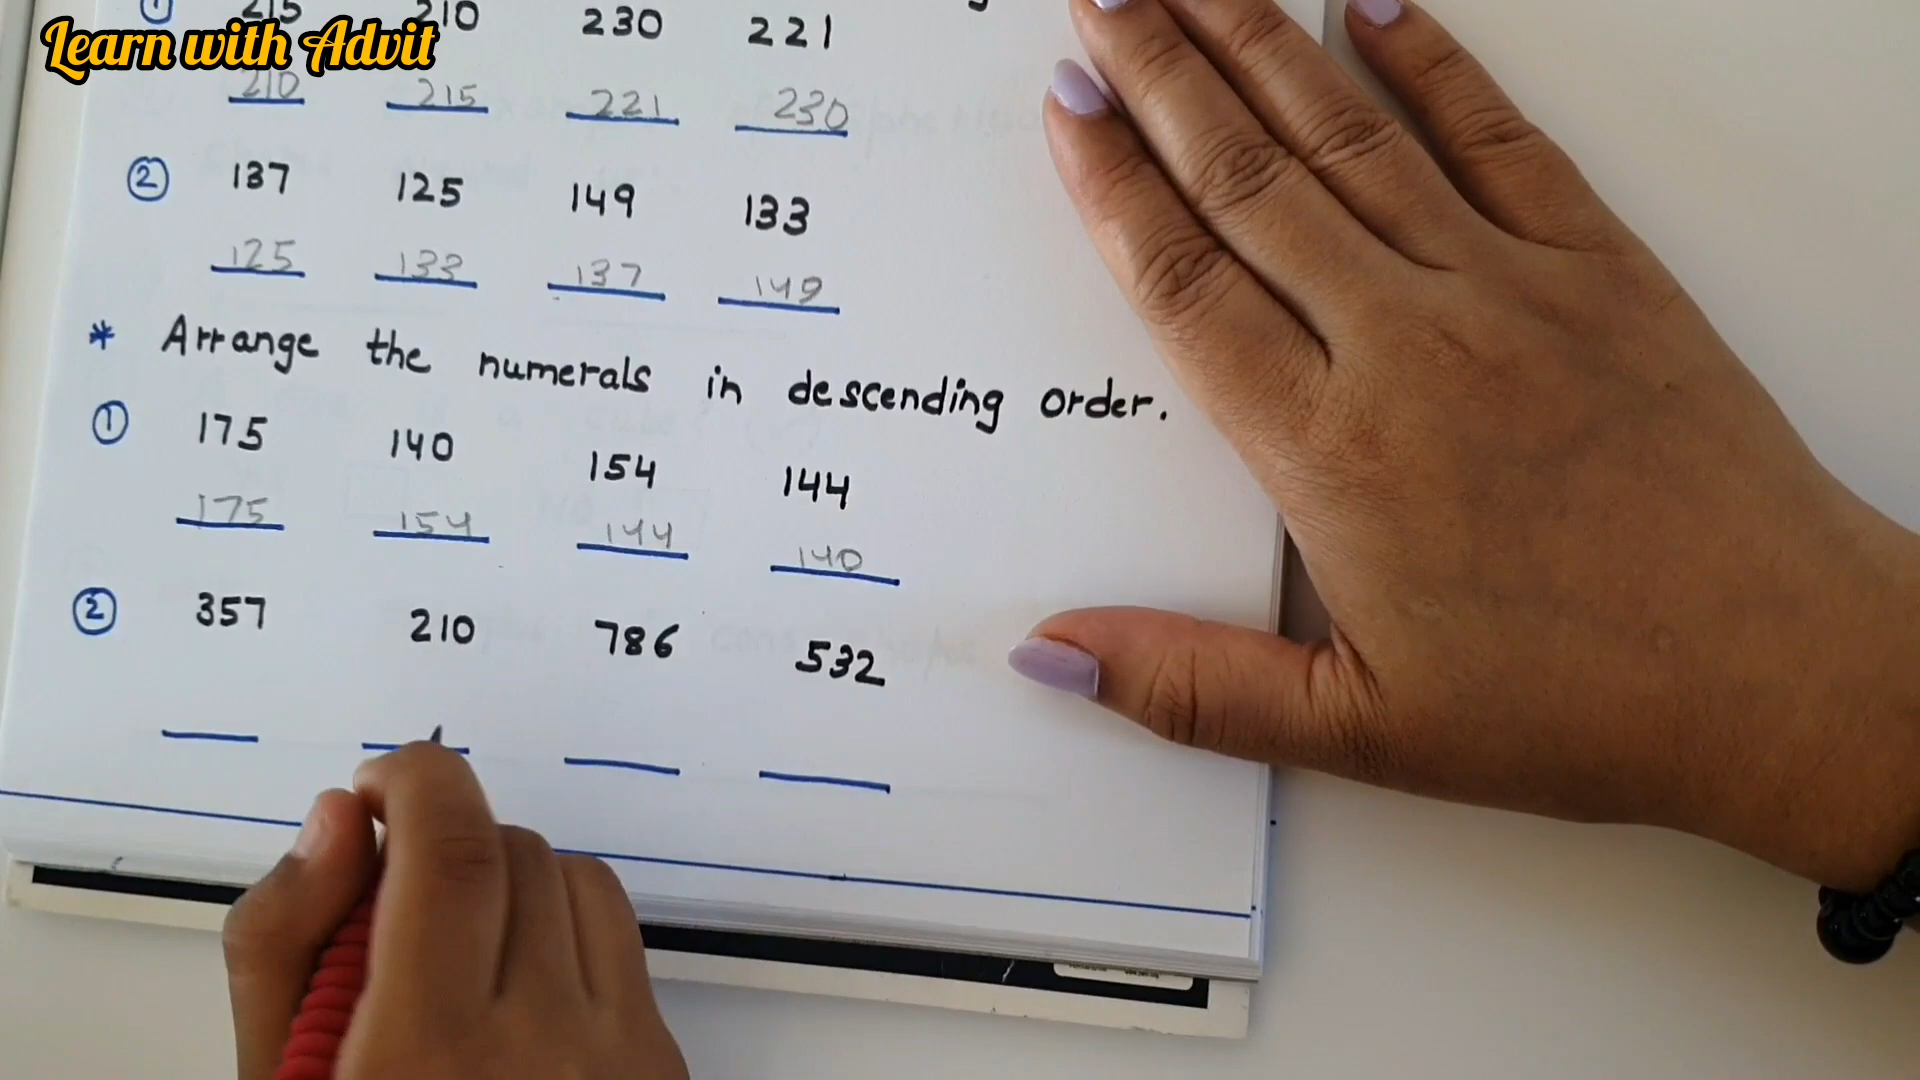 Learn with Advit
① 215 210 230 221
210 215 221 230
② 137 125 149 133
125 133 137 149
* Arrange the numerals in descending order.
① 175 140 154 144
175 154 144 140
② 357 210 786 532